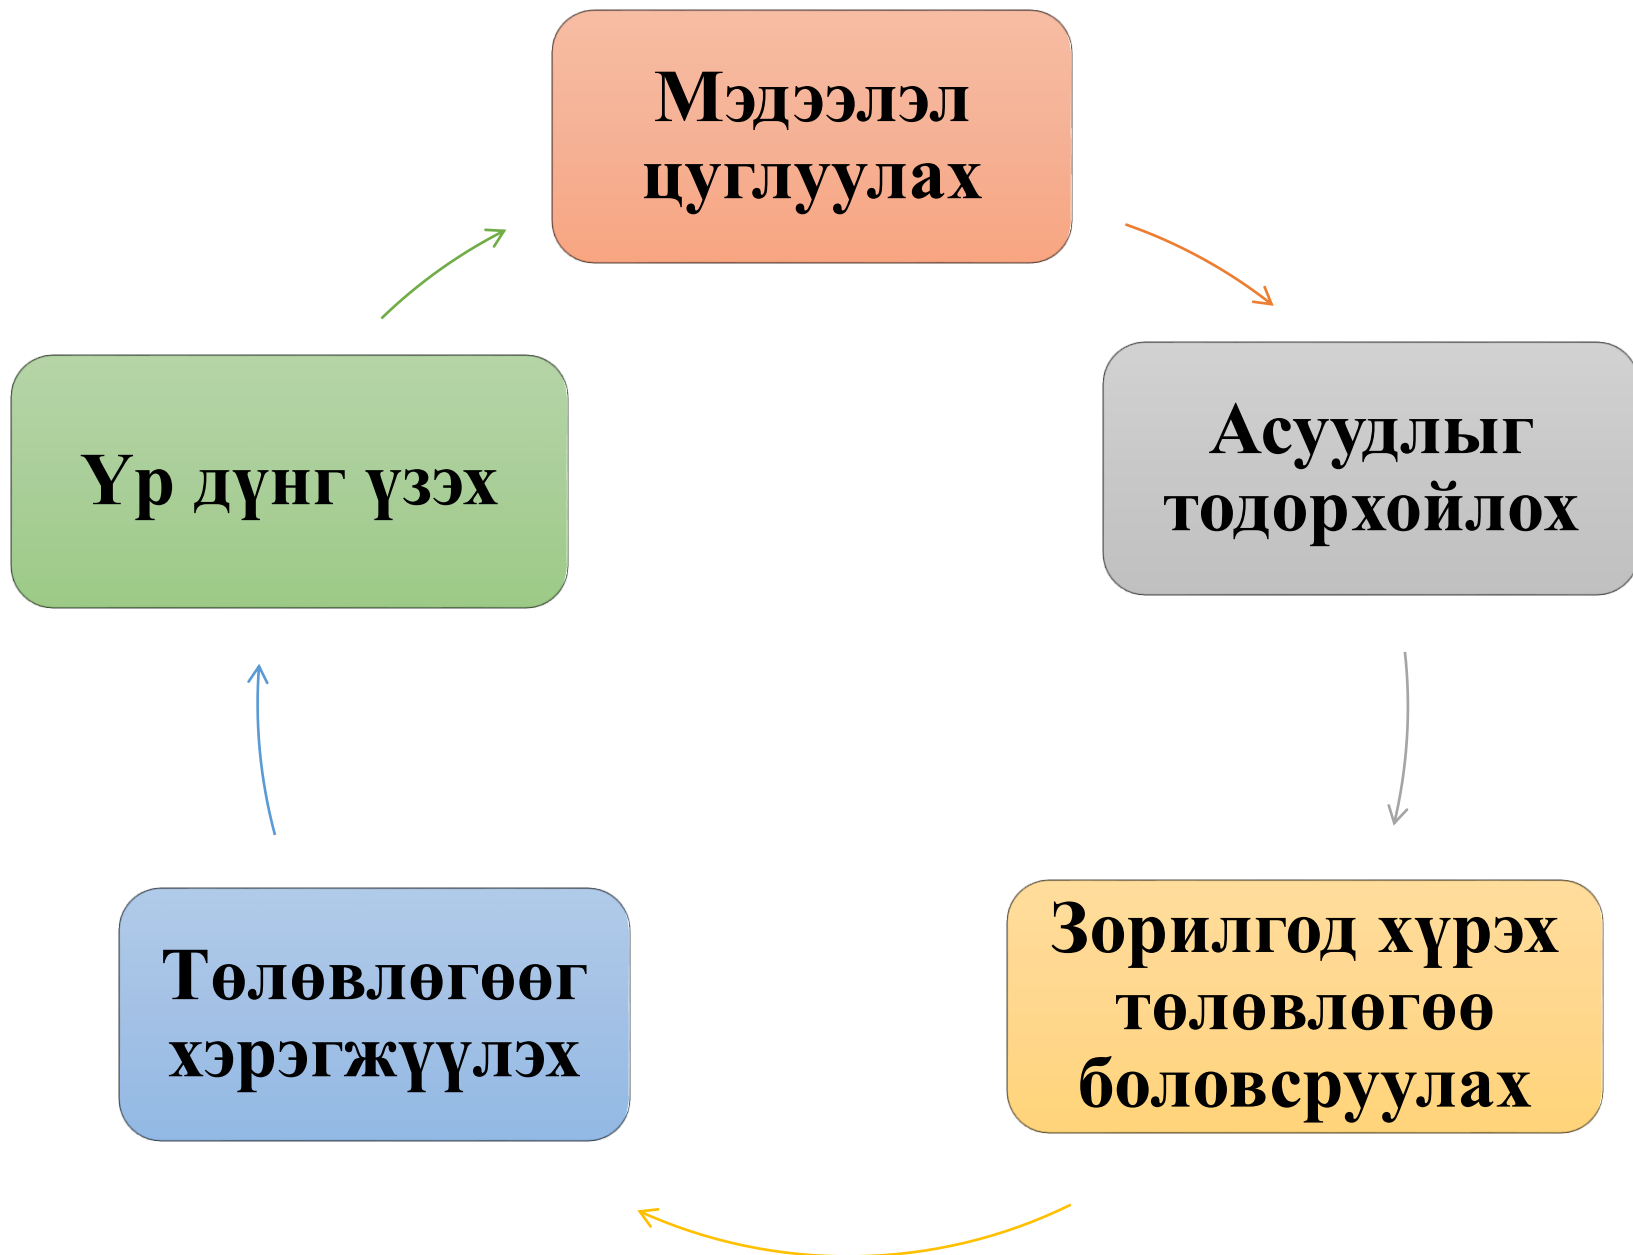 Мэдээлэл
цуглуулах
Асуудлыг
тодорхойлох
Зорилгод хүрэх
төлөвлөгөө
боловсруулах
Төлөвлөгөөг
хэрэгжүүлэх
Үр дүнг үзэх